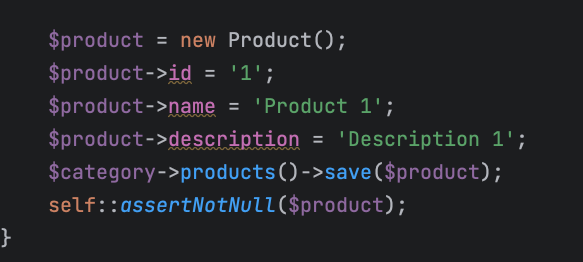 $product = new Product();
$product->id = '1';
$product->name = 'Product 1';
$product->description = 'Description 1';
$category->products()->save($product);
self::assertNotNull($product);
}